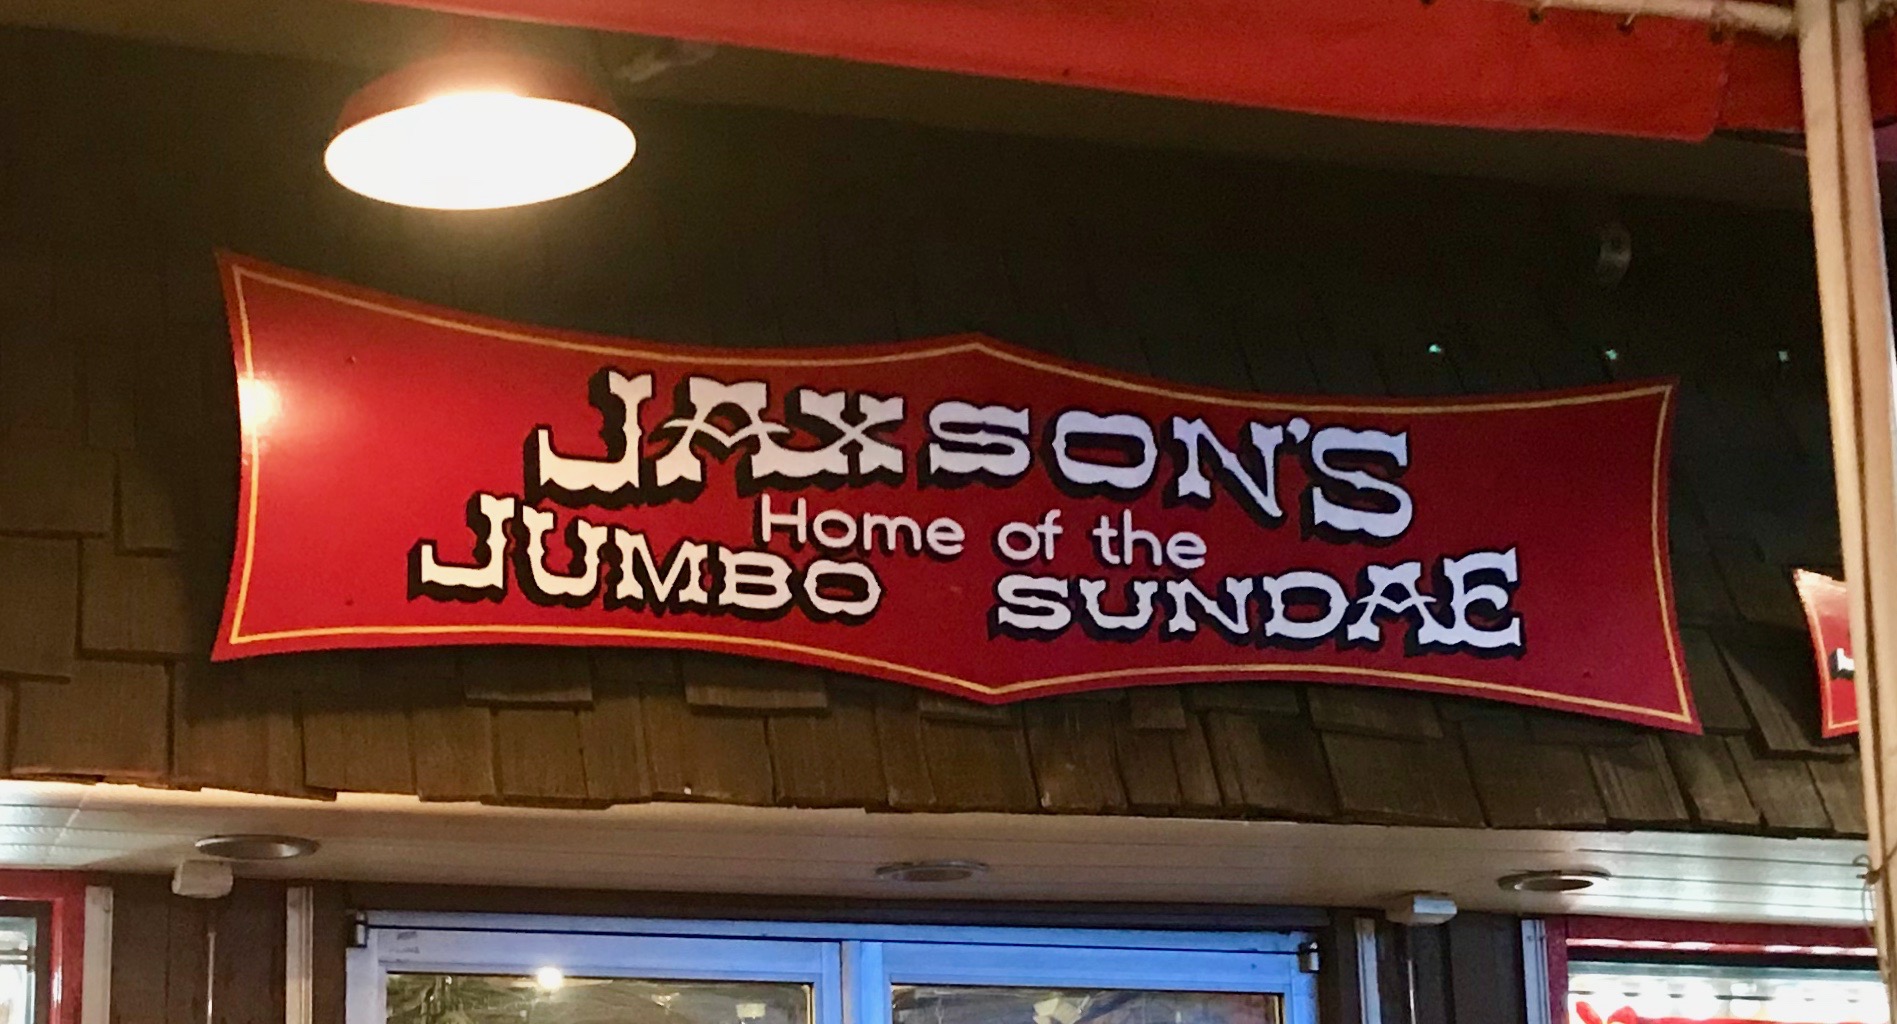 JAXSON'S
Home of the
JUMBO SUNDAE